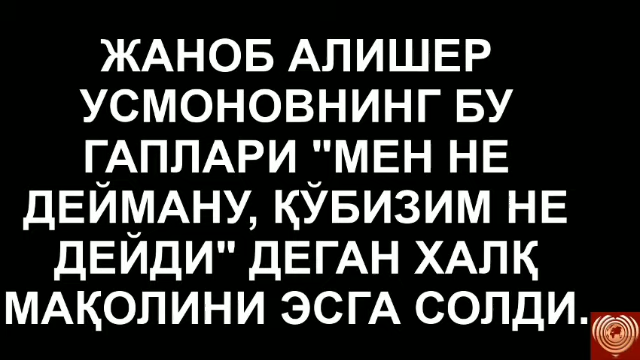 ЖАНОБ АЛИШЕР
УСМОНОВНИНГ БУ
ГАПЛАРИ "МЕН НЕ
ДЕЙМАНУ, ҚЎБИЗИМ НЕ
ДЕЙДИ" ДЕГАН ХАЛҚ
МАҚОЛИНИ ЭСГА СОЛДИ.